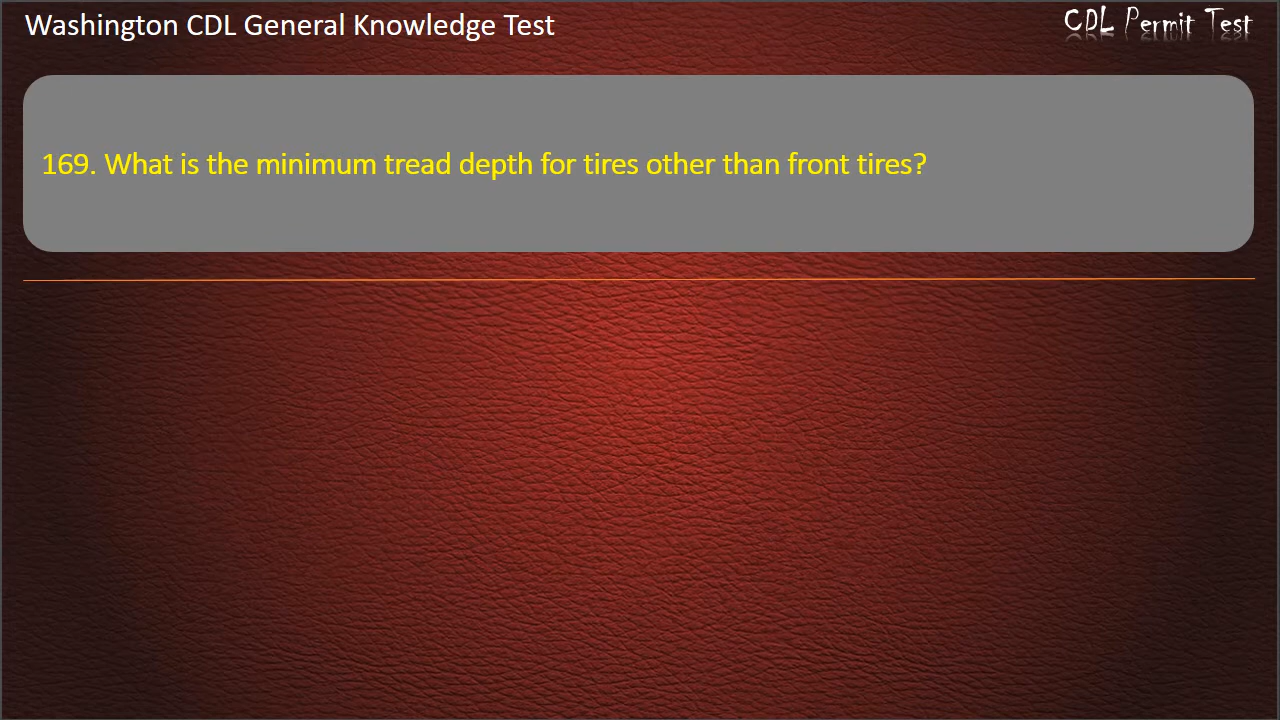 Washington CDL General Knowledge Test
CDL Permit Test
169. What is the minimum tread depth for tires other than front tires?